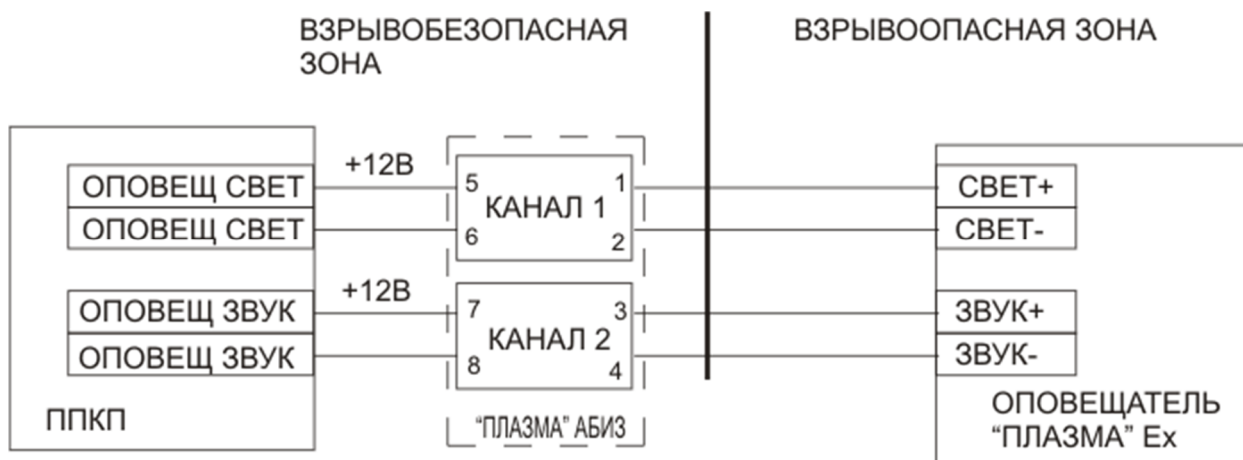 ВЗРЫВОБЕЗОПАСНАЯ
ЗОНА
ВЗРЫВООПАСНАЯ ЗОНА
ОПОВЕЩ СВЕТ
+12В
5
КАНАЛ 1
1
СВЕТ+
ОПОВЕЩ СВЕТ
6
2
СВЕТ-
ОПОВЕЩ ЗВУК
+12В
7
КАНАЛ 2
3
ЗВУК+
ОПОВЕЩ ЗВУК
8
4
ЗВУК-
ППКП
"ПЛАЗМА" АБИЗ
ОПОВЕЩАТЕЛЬ
"ПЛАЗМА" Ex